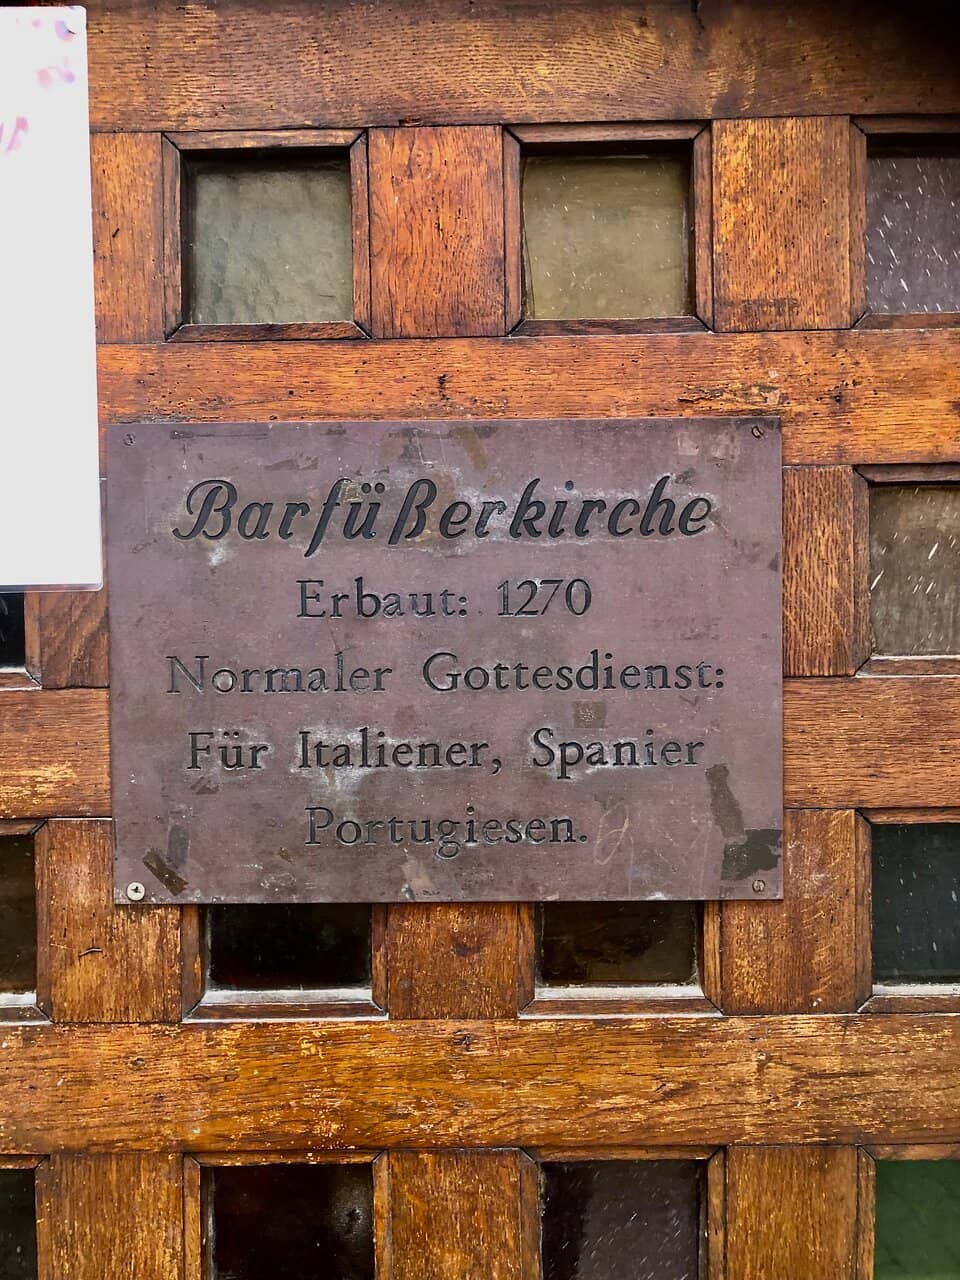 Barfüßerkirche
Erbaut: 1270
Normaler Gottesdienst:
Für Italiener, Spanier
Portugiesen.